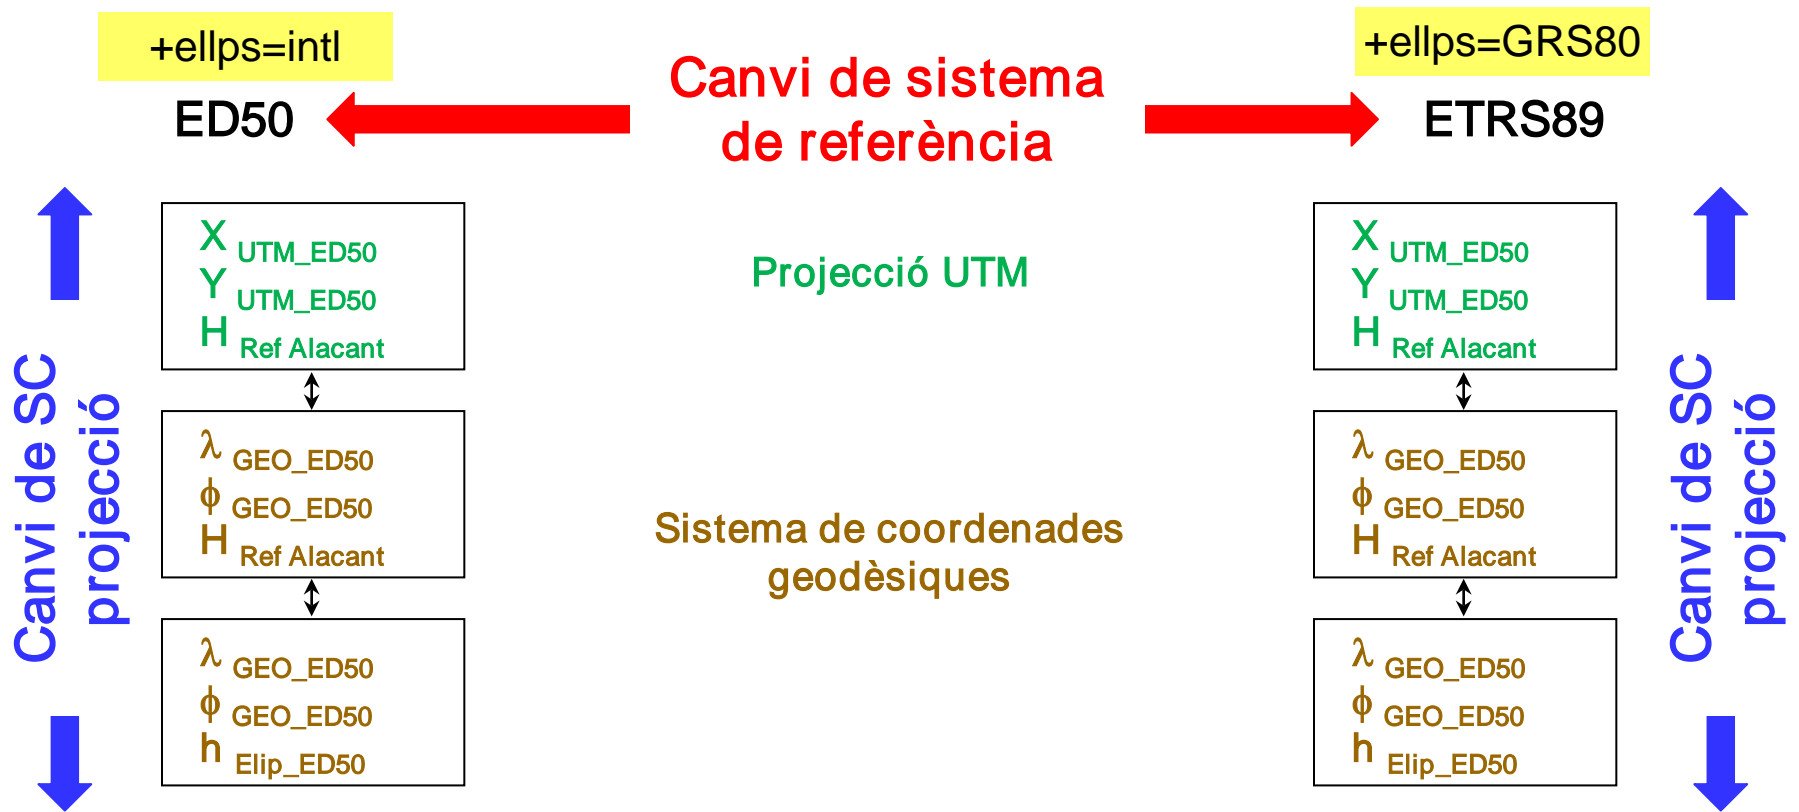 +ellps=intl
+ellps=GRS80
Canvi de sistema
de referència
ED50
ETRS89
Canvi de SC
projecció
X UTM_ED50
Y UTM_ED50
H Ref Alacant
λ GEO_ED50
ϕ GEO_ED50
H Ref Alacant
λ GEO_ED50
ϕ GEO_ED50
h Elip_ED50
Projecció UTM
Sistema de coordenades
geodèsiques
X UTM_ED50
Y UTM_ED50
H Ref Alacant
λ GEO_ED50
ϕ GEO_ED50
H Ref Alacant
λ GEO_ED50
ϕ GEO_ED50
h Elip_ED50
Canvi de SC
projecció